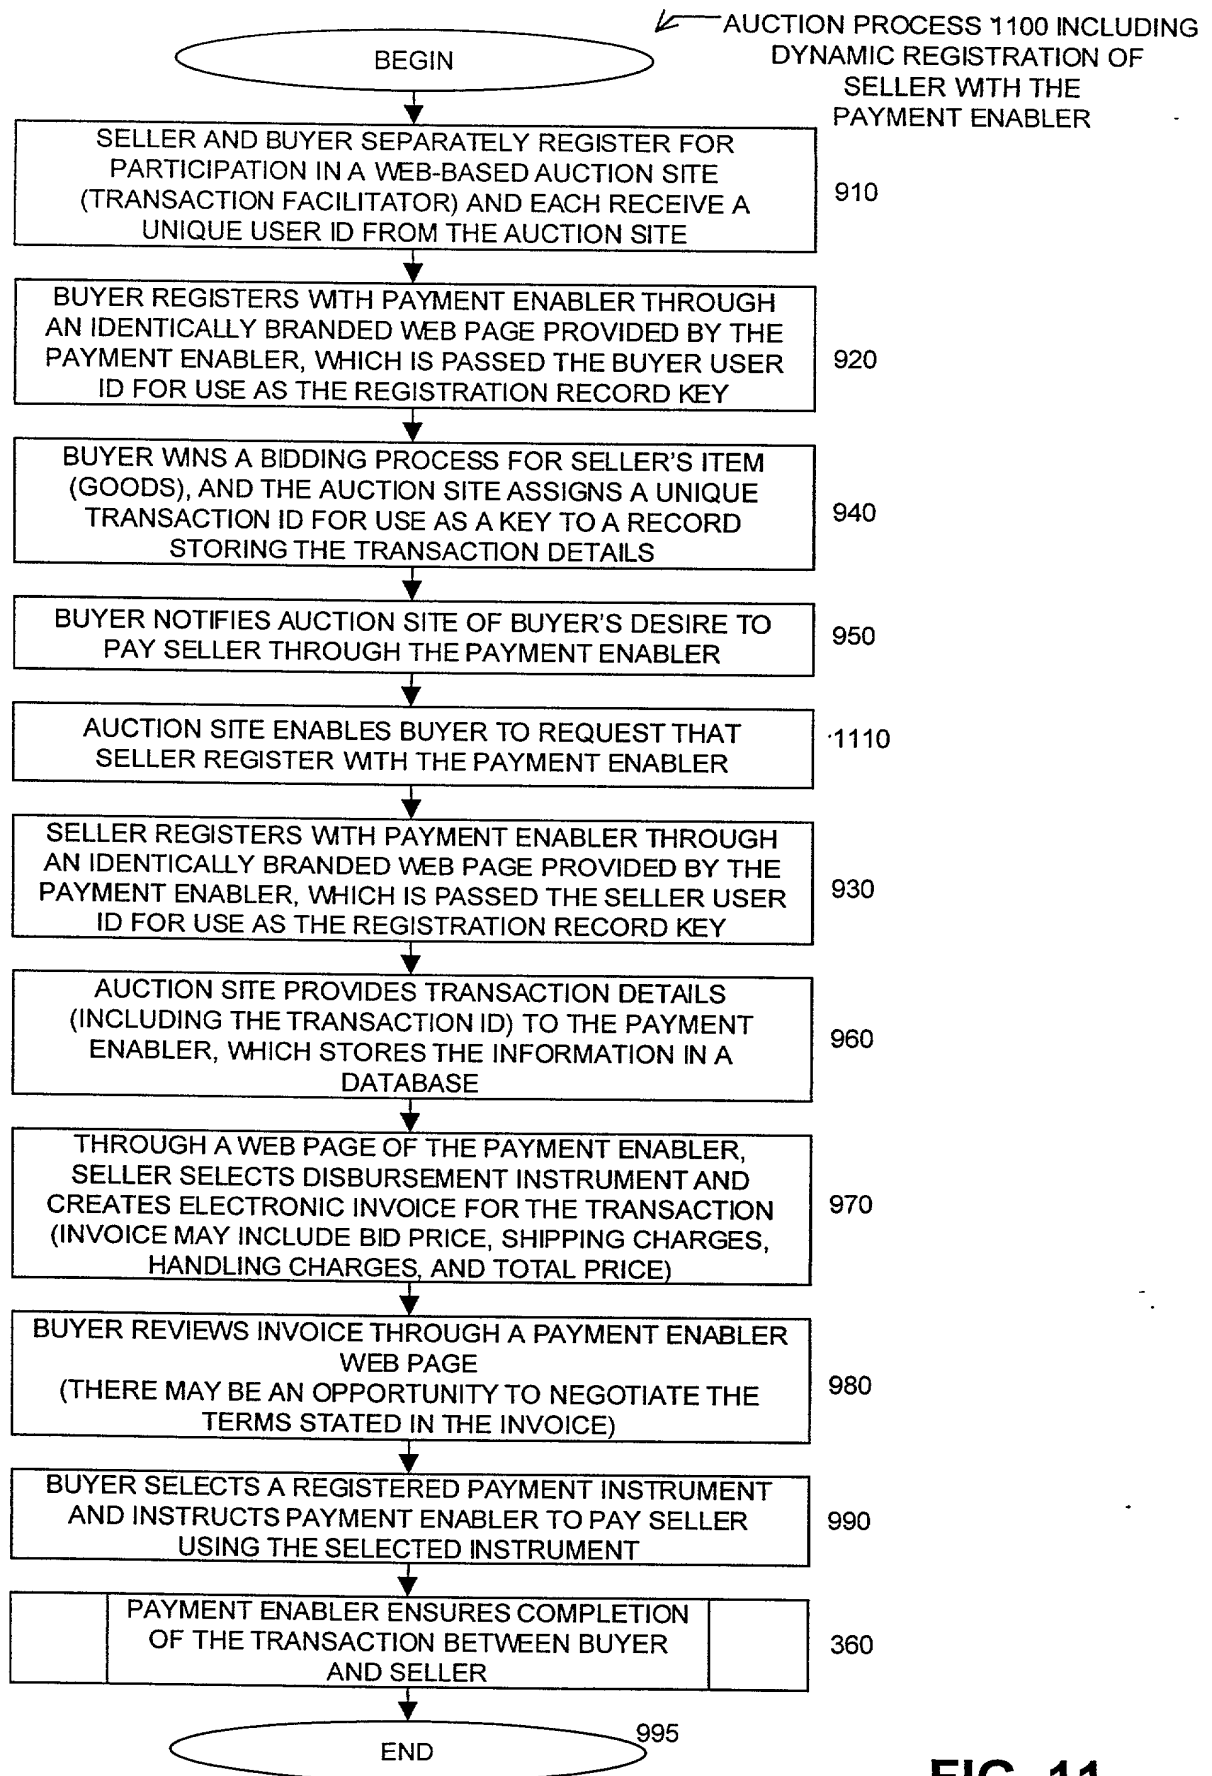 AUCTION PROCESS 1100 INCLUDING
DYNAMIC REGISTRATION OF
SELLER WITH THE
PAYMENT ENABLER
BEGIN
SELLER AND BUYER SEPARATELY REGISTER FOR
PARTICIPATION IN A WEB-BASED AUCTION SITE
(TRANSACTION FACILITATOR) AND EACH RECEIVE A
UNIQUE USER ID FROM THE AUCTION SITE
910
BUYER REGISTERS WITH PAYMENT ENABLER THROUGH
AN IDENTICALLY BRANDED WEB PAGE PROVIDED BY THE
PAYMENT ENABLER, WHICH IS PASSED THE BUYER USER
ID FOR USE AS THE REGISTRATION RECORD KEY
920
BUYER WINS A BIDDING PROCESS FOR SELLER'S ITEM
(GOODS), AND THE AUCTION SITE ASSIGNS A UNIQUE
TRANSACTION ID FOR USE AS A KEY TO A RECORD
STORING THE TRANSACTION DETAILS
940
BUYER NOTIFIES AUCTION SITE OF BUYER'S DESIRE TO
PAY SELLER THROUGH THE PAYMENT ENABLER
950
AUCTION SITE ENABLES BUYER TO REQUEST THAT
SELLER REGISTER WITH THE PAYMENT ENABLER
1110
SELLER REGISTERS WITH PAYMENT ENABLER THROUGH
AN IDENTICALLY BRANDED WEB PAGE PROVIDED BY THE
PAYMENT ENABLER, WHICH IS PASSED THE SELLER USER
ID FOR USE AS THE REGISTRATION RECORD KEY
930
AUCTION SITE PROVIDES TRANSACTION DETAILS
(INCLUDING THE TRANSACTION ID) TO THE PAYMENT
ENABLER, WHICH STORES THE INFORMATION IN A
DATABASE
960
THROUGH A WEB PAGE OF THE PAYMENT ENABLER,
SELLER SELECTS DISBURSEMENT INSTRUMENT AND
CREATES ELECTRONIC INVOICE FOR THE TRANSACTION
(INVOICE MAY INCLUDE BID PRICE, SHIPPING CHARGES,
HANDLING CHARGES, AND TOTAL PRICE)
970
BUYER REVIEWS INVOICE THROUGH A PAYMENT ENABLER
WEB PAGE
(THERE MAY BE AN OPPORTUNITY TO NEGOTIATE THE
TERMS STATED IN THE INVOICE)
980
BUYER SELECTS A REGISTERED PAYMENT INSTRUMENT
AND INSTRUCTS PAYMENT ENABLER TO PAY SELLER
USING THE SELECTED INSTRUMENT
990
PAYMENT ENABLER ENSURES COMPLETION
OF THE TRANSACTION BETWEEN BUYER
AND SELLER
360
END
995
FIG. 11